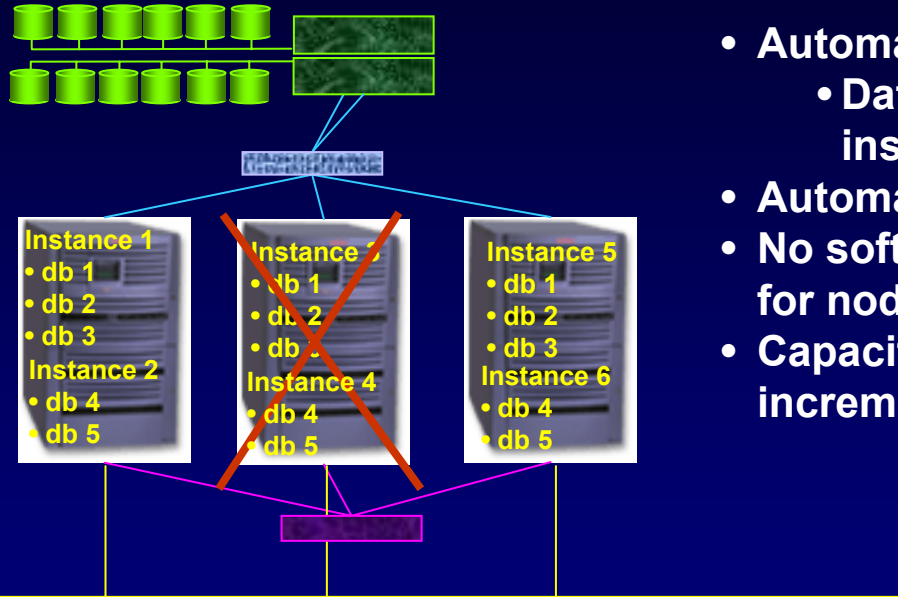 Instance 1
• db 1
• db 2
• db 3
Instance 2
• db 4
• db 5
Instance 3
• db 1
• db 2
• db 3
Instance 4
• db 4
• db 5
Instance 5
• db 1
• db 2
• db 3
Instance 6
• db 4
• db 5
• Automa
• Dat
ins
• Automa
• No soft
for nod
• Capacit
increm